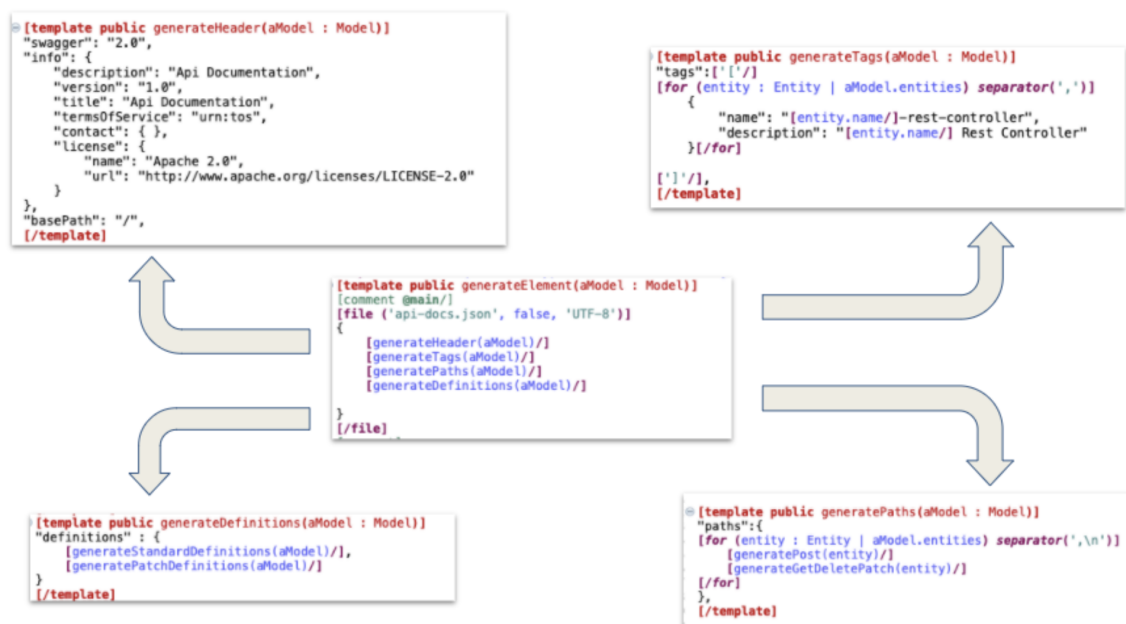 [template public generateHeader(aModel : Model)]
"swagger": "2.0",
"info": {
    "description": "Api Documentation",
    "version": "1.0",
    "title": "Api Documentation",
    "termsOfService": "urn:tos",
    "contact": { },
    "license": {
        "name": "Apache 2.0",
        "url": "http://www.apache.org/licenses/LICENSE-2.0"
    }
},
"basePath": "/",
[/template]
[template public generateTags(aModel : Model)]
"tags":['['/]
[for (entity : Entity | aModel.entities) separator(',')]
    {
        "name": "[entity.name/]-rest-controller",
        "description": "[entity.name/] Rest Controller"
    }[/for]
[']'/],
[/template]
[template public generateElement(aModel : Model)]
[comment @main/]
[file ('api-docs.json', false, 'UTF-8')]
{
    [generateHeader(aModel)/]
    [generateTags(aModel)/]
    [generatePaths(aModel)/]
    [generateDefinitions(aModel)/]
}
[/file]
[template public generateDefinitions(aModel : Model)]
"definitions" : {
    [generateStandardDefinitions(aModel)/],
    [generatePatchDefinitions(aModel)/]
}
[/template]
[template public generatePaths(aModel : Model)]
"paths":{
[for (entity : Entity | aModel.entities) separator(',\n')]
    [generatePost(entity)/]
    [generateGetDeletePatch(entity)/]
[/for]
},
[/template]